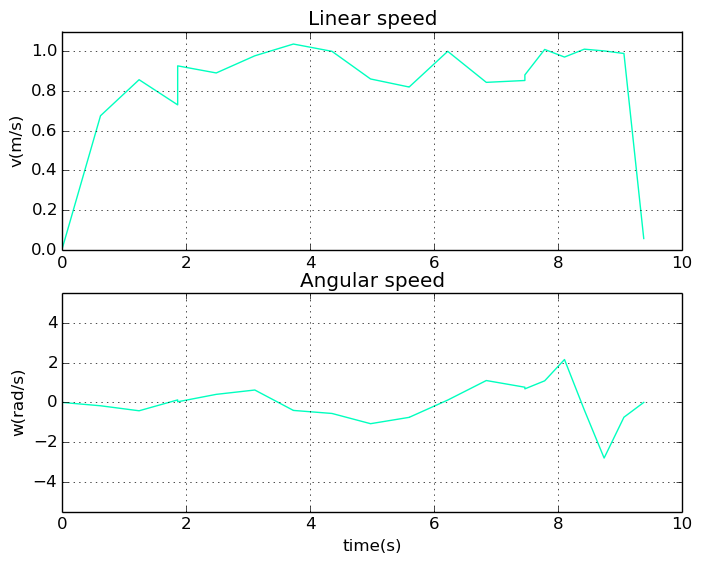 Linear speed
1.0
0.8
0.6
0.4
0.2
0.0
v(m/s)
0 2 4 6 8 10
Angular speed
4
2
0
−2
−4
w(rad/s)
0 2 4 6 8 10
time(s)